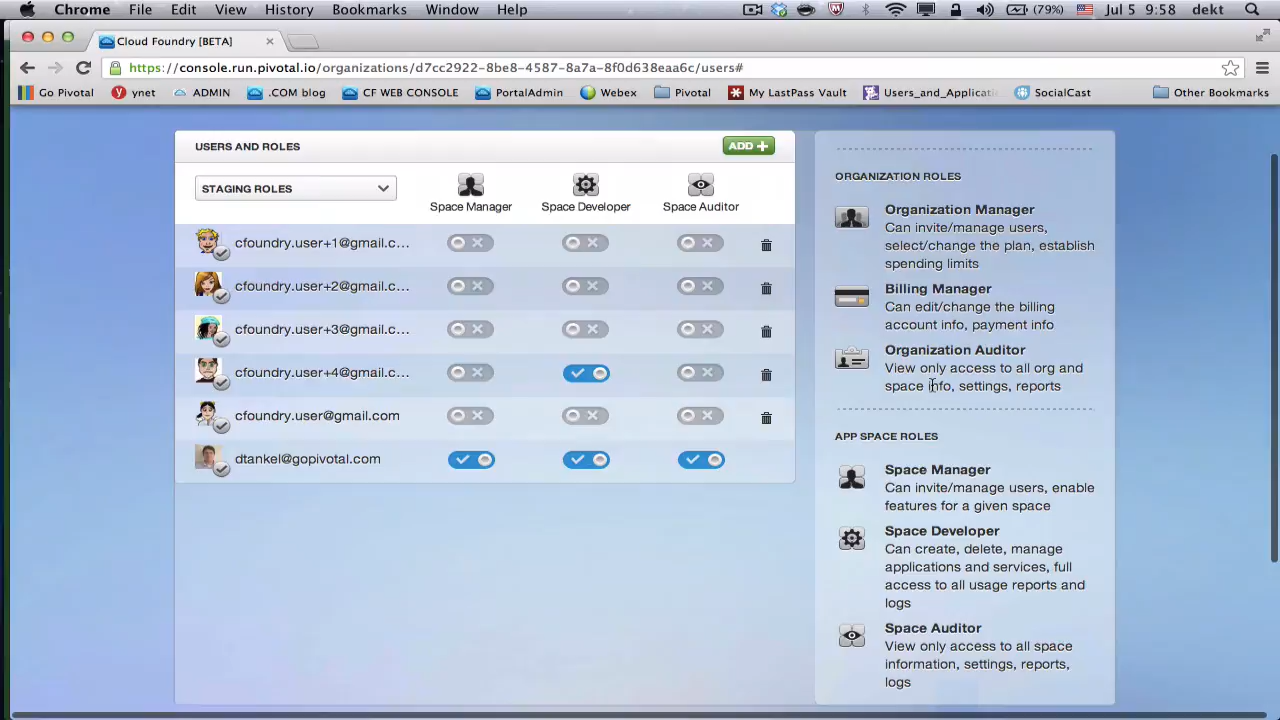 Chrome File Edit View History Bookmarks Window Help (79%) Jul 5 9:58 dekt
Cloud Foundry [BETA]
https://console.run.pivotal.io/organizations/d7cc2922-8be8-4587-8a7a-8f0d638eaa6c/users#
Go Pivotal ynet ADMIN .COM blog CF WEB CONSOLE PortalAdmin Webex Pivotal My LastPass Vault Users_and_Applicati SocialCast Other Bookmarks
USERS AND ROLES ADD
STAGING ROLES
Space Manager Space Developer Space Auditor
cfoundry.user+1@gmail.c...
cfoundry.user+2@gmail.c...
cfoundry.user+3@gmail.c...
cfoundry.user+4@gmail.c...
cfoundry.user@gmail.com
dtankel@gopivotal.com
ORGANIZATION ROLES
Organization Manager
Can invite/manage users,
select/change the plan, establish
spending limits
Billing Manager
Can edit/change the billing
account info, payment info
Organization Auditor
View only access to all org and
space info, settings, reports
APP SPACE ROLES
Space Manager
Can invite/manage users, enable
features for a given space
Space Developer
Can create, delete, manage
applications and services, full
access to all usage reports and
logs
Space Auditor
View only access to all space
information, settings, reports,
logs